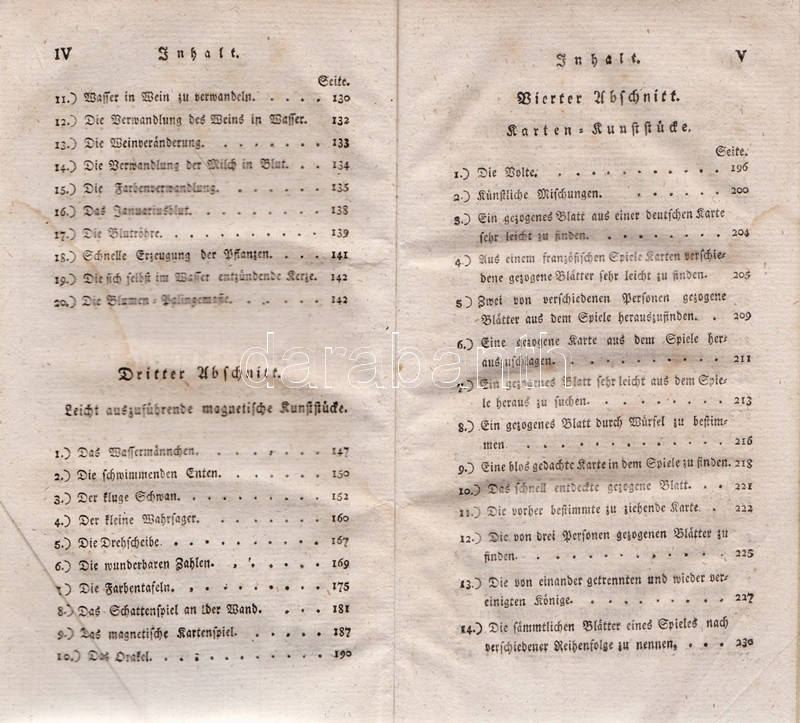 IV Inhalt.
Seite.
11.) Wasser in Wein zu verwandeln. . . . . 130
12.) Die Verwandlung des Weins in Wasser. 132
13.) Die Weinveränderung. . . . . . . 133
14.) Die Verwandlung der Milch in Blut. . . 134
15.) Die Farbenverwandlung. . . . . . 135
16.) Das Januariusblut. . . . . . . . 138
17.) Die Blutröhre. . . . . . . . . 139
18.) Schnelle Erzeugung der Pflanzen. . . . 141
19.) Die sich selbst im Wasser entzündende Kerze. 142
20.) Die Blumen-Palingenesie. . . . . . 142
Dritter Abschnitt.
Leicht auszuführende magnetische Kunststücke.
1.) Das Wassermännchen. . . . . . . 147
2.) Die schwimmenden Enten. . . . . . 150
3.) Der kluge Schwan. . . . . . . . 152
4.) Der kleine Wahrsager. . . . . . . 160
5.) Die Drehscheibe. . . . . . . . . 167
6.) Die wunderbaren Zahlen. . . . . . 169
7.) Die Farbentafeln. . . . . . . . 175
8.) Das Schattenspiel an der Wand. . . . 181
9.) Das magnetische Kartenspiel. . . . . 187
10.) Das Orakel. . . . . . . . . . 190
Inhalt. V
Vierter Abschnitt.
Karten-Kunststücke.
Seite.
1.) Die Volte. . . . . . . . . . 196
2.) Künstliche Mischungen. . . . . . . 200
3.) Ein gezogenes Blatt aus einer deutschen Karte
sehr leicht zu finden. . . . . . . . 204
4.) Aus einem französischen Spiele Karten verschie-
dene gezogene Blätter sehr leicht zu finden. 205
5.) Zwei von verschiedenen Personen gezogene
Blätter aus dem Spiele herauszufinden. . . 209
6.) Eine gezogene Karte aus dem Spiele her-
auszuschlagen. . . . . . . . . . 211
7.) Ein gezogenes Blatt sehr leicht aus dem Spie-
le heraus zu suchen. . . . . . . . 213
8.) Ein gezogenes Blatt durch Würfel zu bestim-
men. . . . . . . . . . . . 216
9.) Eine blos gedachte Karte in dem Spiele zu finden. 218
10.) Das schnell entdeckte gezogene Blatt. . . 221
11.) Die vorher bestimmte zu ziehende Karte. . 222
12.) Die von drei Personen gezogenen Blätter zu
finden. . . . . . . . . . . . 225
13.) Die von einander getrennten und wieder ver-
einigten Könige. . . . . . . . . 227
14.) Die sämmtlichen Blätter eines Spieles nach
verschiedener Reihenfolge zu nennen. . . . 230
darabanth